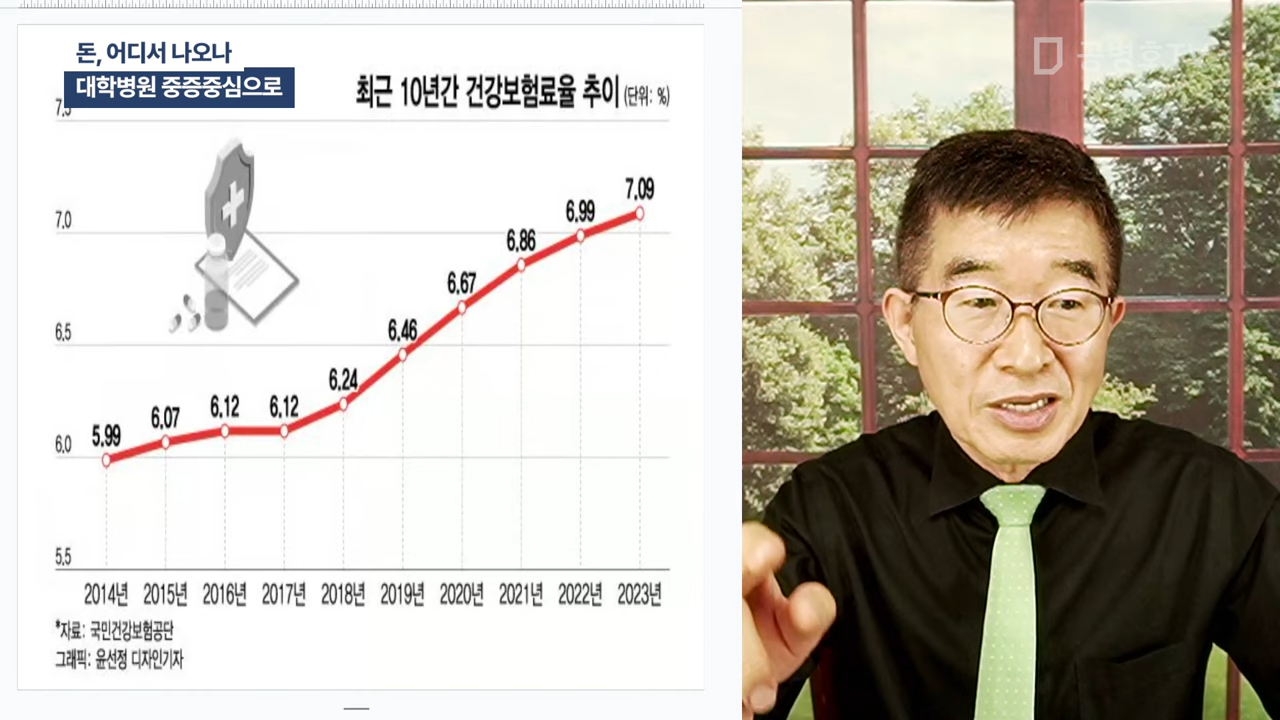 돈, 어디서 나오나
대학병원 중증중심으로
최근 10년간 건강보험료율 추이 (단위: %)
7.5
7.0
6.5
6.0
5.5
5.99
6.07
6.12
6.12
6.24
6.46
6.67
6.86
6.99
7.09
2014년 2015년 2016년 2017년 2018년 2019년 2020년 2021년 2022년 2023년
*자료: 국민건강보험공단
그래픽: 윤선정 디자인기자
공병호TV